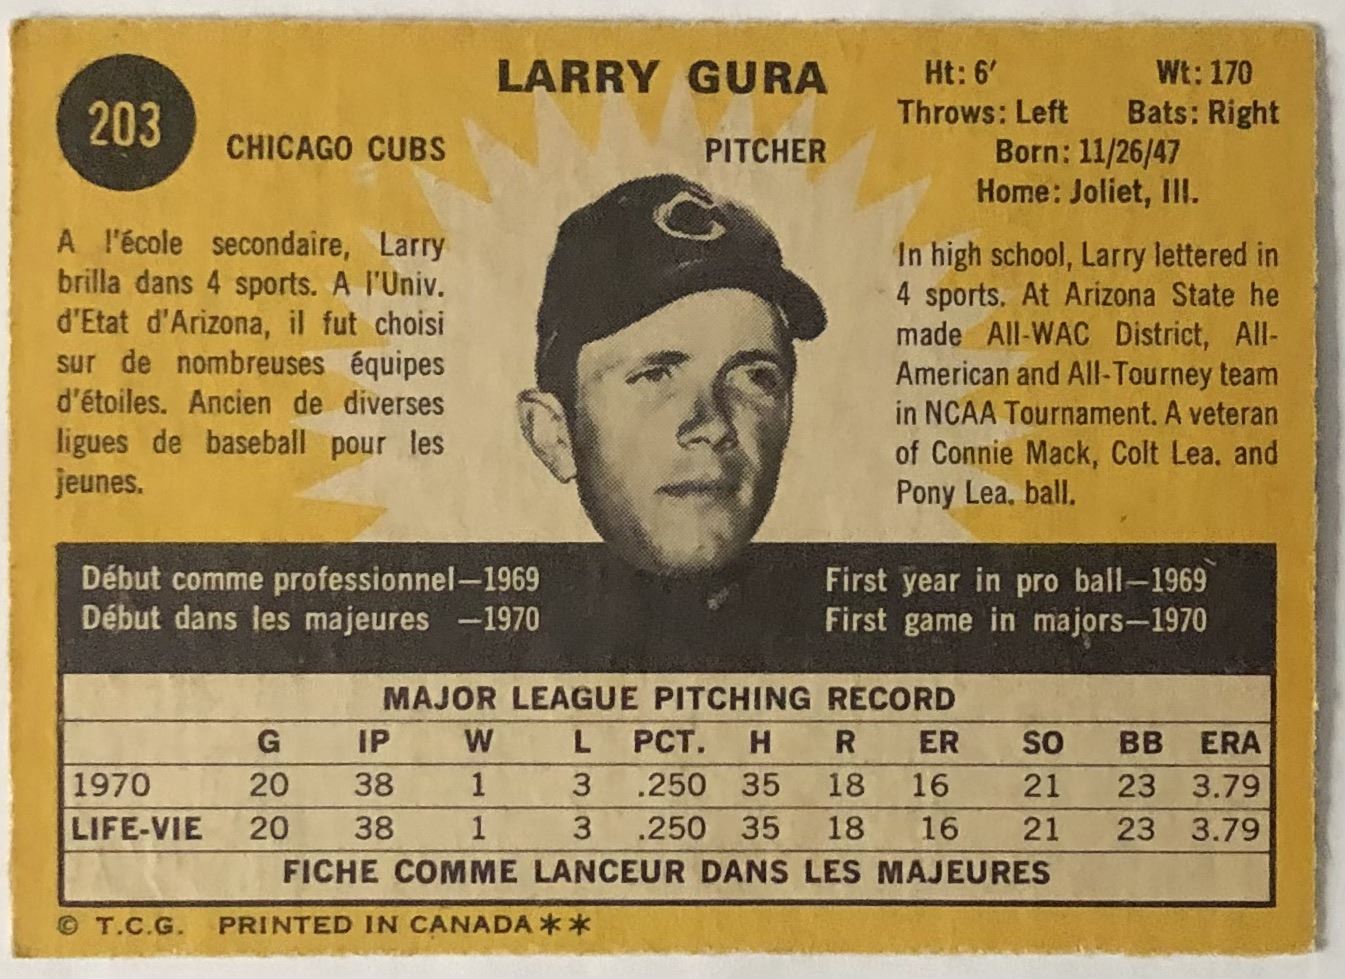 203
LARRY GURA
CHICAGO CUBS
PITCHER
Ht: 6′ Wt: 170
Throws: Left Bats: Right
Born: 11/26/47
Home: Joliet, Ill.
A l'école secondaire, Larry
brilla dans 4 sports. A l'Univ.
d'Etat d'Arizona, il fut choisi
sur de nombreuses équipes
d'étoiles. Ancien de diverses
ligues de baseball pour les
jeunes.
C
In high school, Larry lettered in
4 sports. At Arizona State he
made All-WAC District, All-
American and All-Tourney team
in NCAA Tournament. A veteran
of Connie Mack, Colt Lea. and
Pony Lea. ball.
Début comme professionnel—1969
Début dans les majeures —1970
First year in pro ball—1969
First game in majors—1970
MAJOR LEAGUE PITCHING RECORD
G IP W L PCT. H R ER SO BB ERA
1970 20 38 1 3 .250 35 18 16 21 23 3.79
LIFE-VIE 20 38 1 3 .250 35 18 16 21 23 3.79
FICHE COMME LANCEUR DANS LES MAJEURES
© T.C.G. PRINTED IN CANADA**